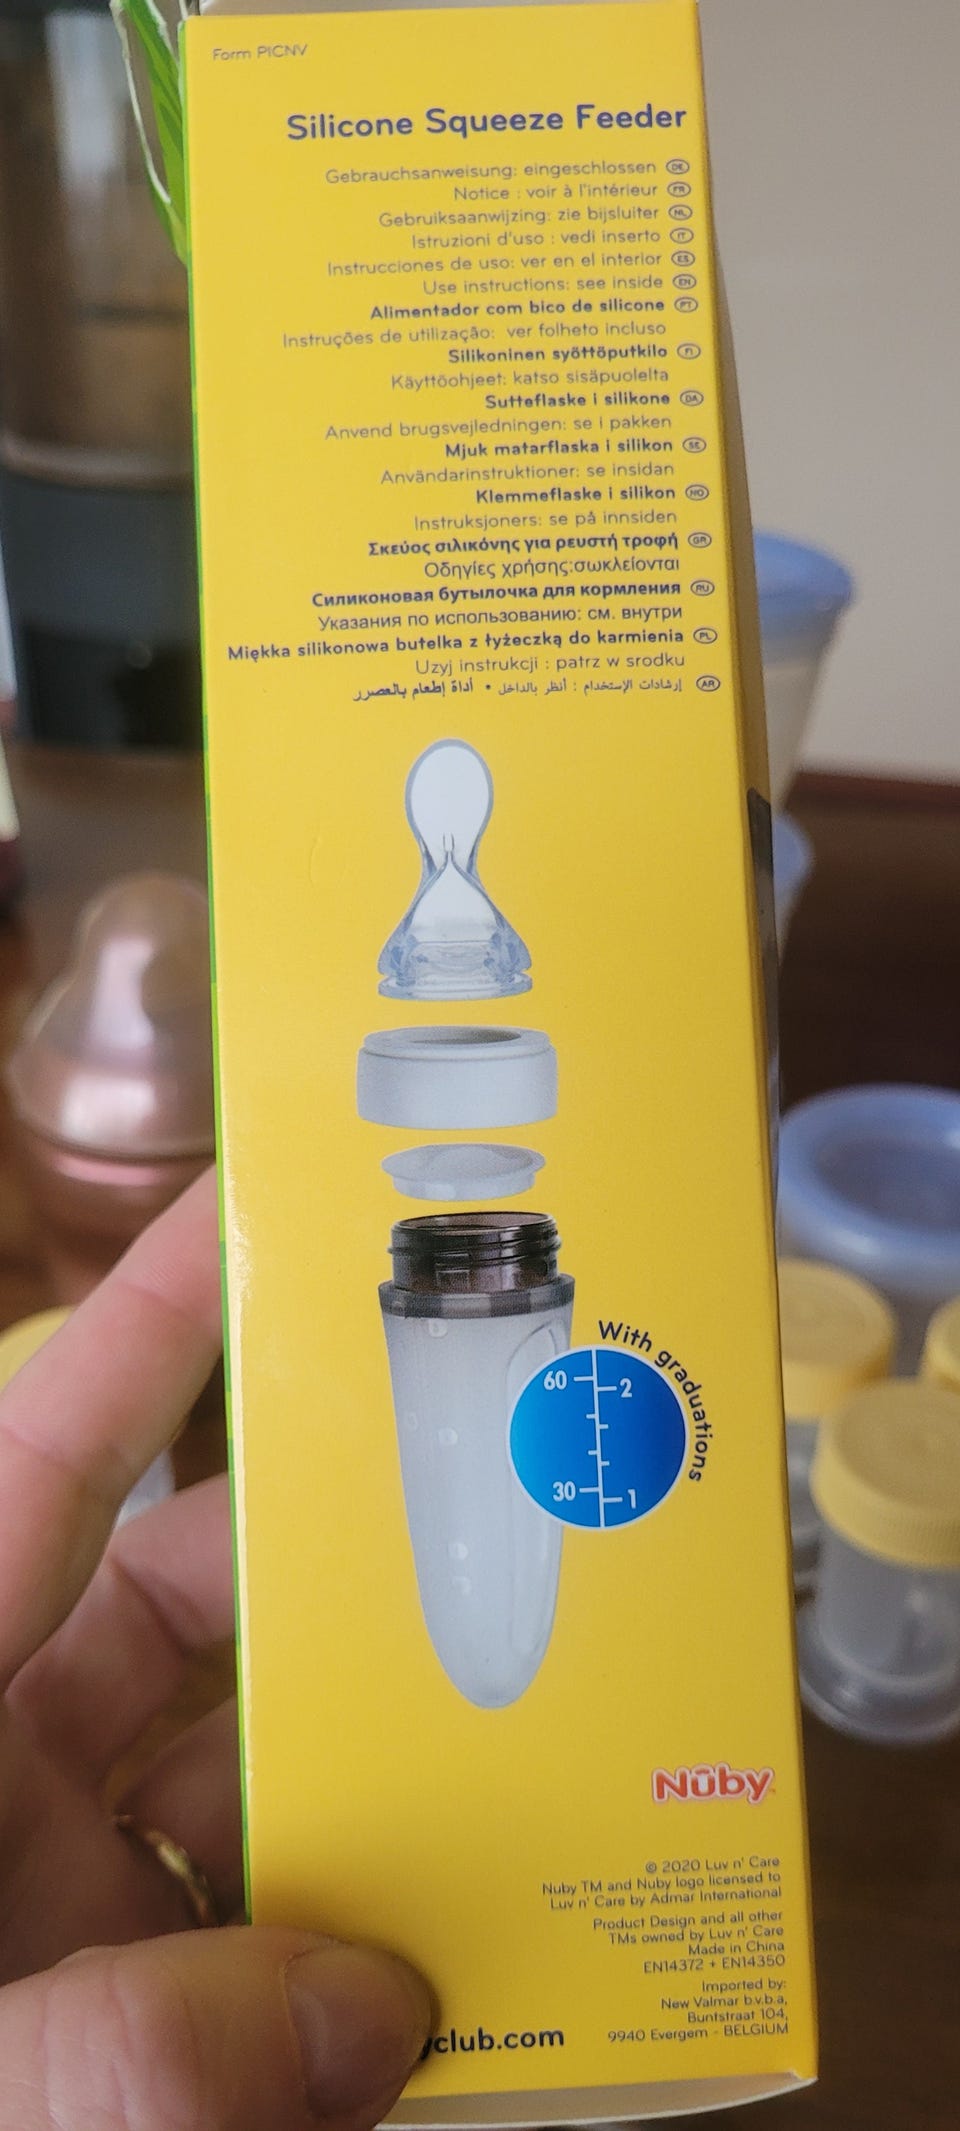 Form PICNV
Silicone Squeeze Feeder
Gebrauchsanweisung: eingeschlossen DE
Notice : voir à l'intérieur FR
Gebruiksaanwijzing: zie bijsluiter NL
Istruzioni d'uso : vedi inserto IT
Instrucciones de uso: ver en el interior ES
Use instructions: see inside EN
Alimentador com bico de silicone PT
Instruções de utilização: ver folheto incluso
Silikoninen syöttöputkilo FI
Käyttöohjeet: katso sisäpuolelta
Sutteflaske i silikone DA
Anvend brugsvejledningen: se i pakken
Mjuk matarflaska i silikon SE
Användarinstruktioner: se insidan
Klemmeflaske i silikon NO
Instruksjoners: se på innsiden
Σκεύος σιλικόνης για ρευστή τροφή GR
Οδηγίες χρήσης:σωκλείονται
Силиконовая бутылочка для кормления RU
Указания по использованию: см. внутри
Miękka silikonowa butelka z łyżeczką do karmienia PL
Uzyj instrukcji : patrz w srodku
إرشادات الإستخدام : أنظر بالداخل • أداة إطعام بالعصرر AR
With graduations
60 2
30 1
Nûby
© 2020 Luv n' Care
Nuby TM and Nuby logo licensed to
Luv n' Care by Admar International
Product Design and all other
TMs owned by Luv n' Care
Made in China
EN14372 + EN14350
Imported by:
New Valmar b.v.b.a,
Buntstraat 104,
9940 Evergem - BELGIUM
yclub.com